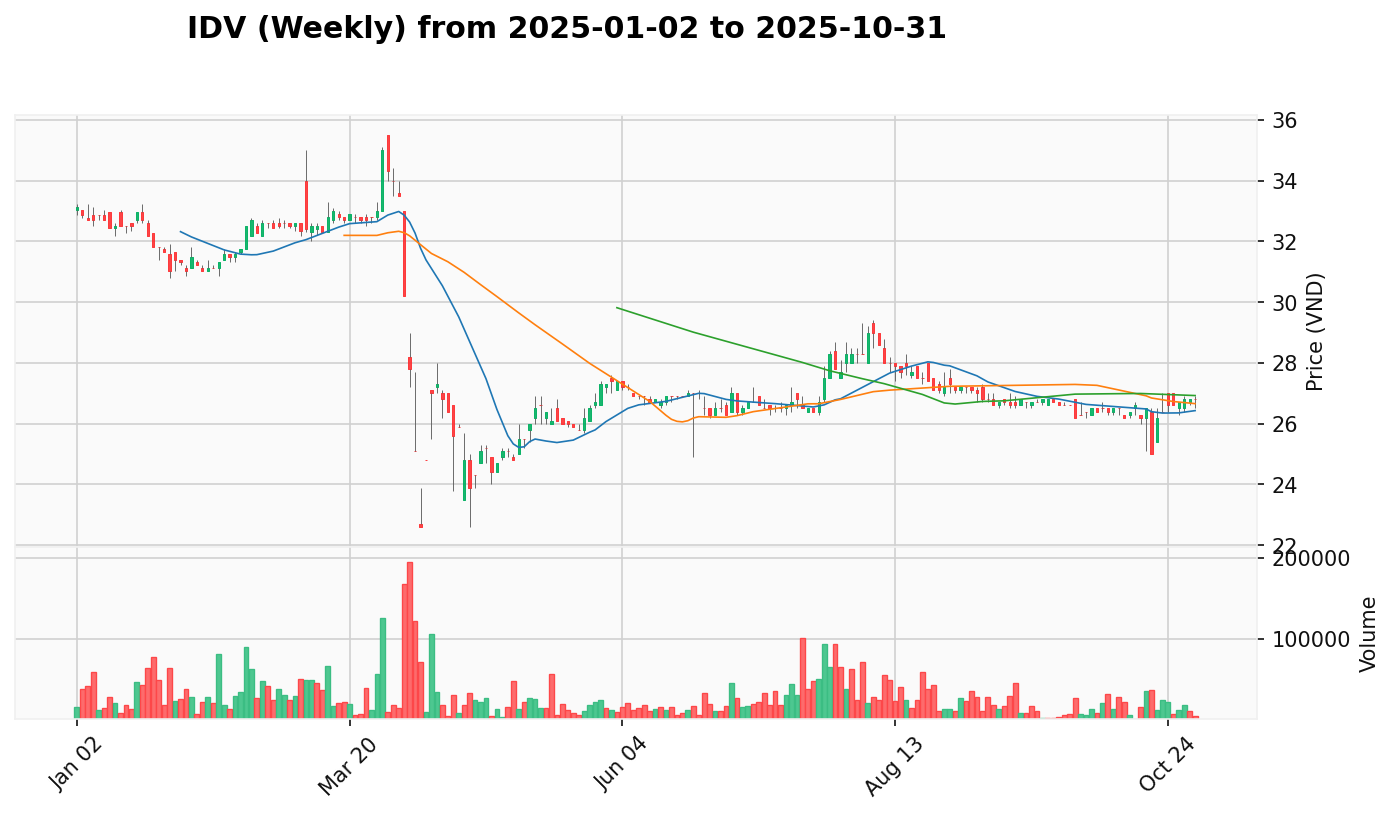 IDV (Weekly) from 2025-01-02 to 2025-10-31
36
34
32
30
28
26
24
22
Price (VND)
200000
100000
Volume
Jan 02
Mar 20
Jun 04
Aug 13
Oct 24